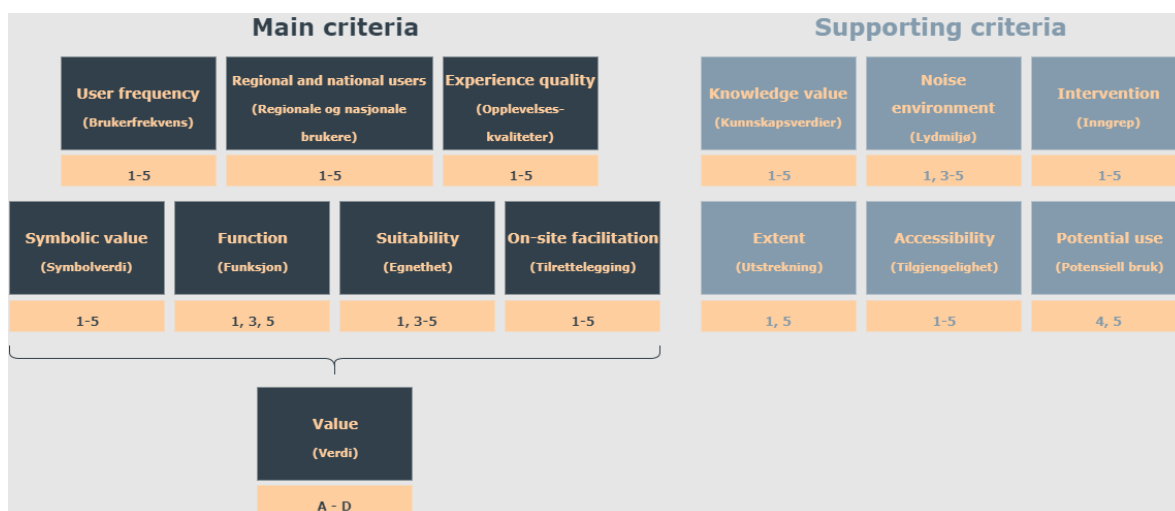 Main criteria
Supporting criteria
User frequency
(Brukerfrekvens)
1-5
Regional and national users
(Regionale og nasjonale
brukere)
1-5
Experience quality
(Opplevelses-
kvaliteter)
1-5
Knowledge value
(Kunnskapsverdier)
1-5
Noise
environment
(Lydmiljø)
1, 3-5
Intervention
(Inngrep)
1-5
Symbolic value
(Symbolverdi)
1-5
Function
(Funksjon)
1, 3, 5
Suitability
(Egnethet)
1, 3-5
On-site facilitation
(Tilrettelegging)
1-5
Extent
(Utstrekning)
1, 5
Accessibility
(Tilgjengelighet)
1-5
Potential use
(Potensiell bruk)
4, 5
Value
(Verdi)
A - D